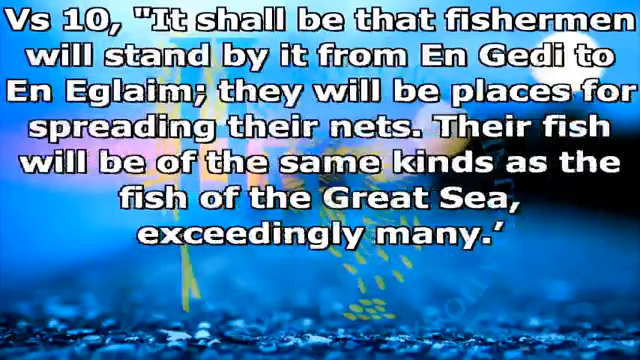 Vs 10, "It shall be that fishermen
will stand by it from En Gedi to
En Eglaim; they will be places for
spreading their nets. Their fish
will be of the same kinds as the
fish of the Great Sea,
exceedingly many.’